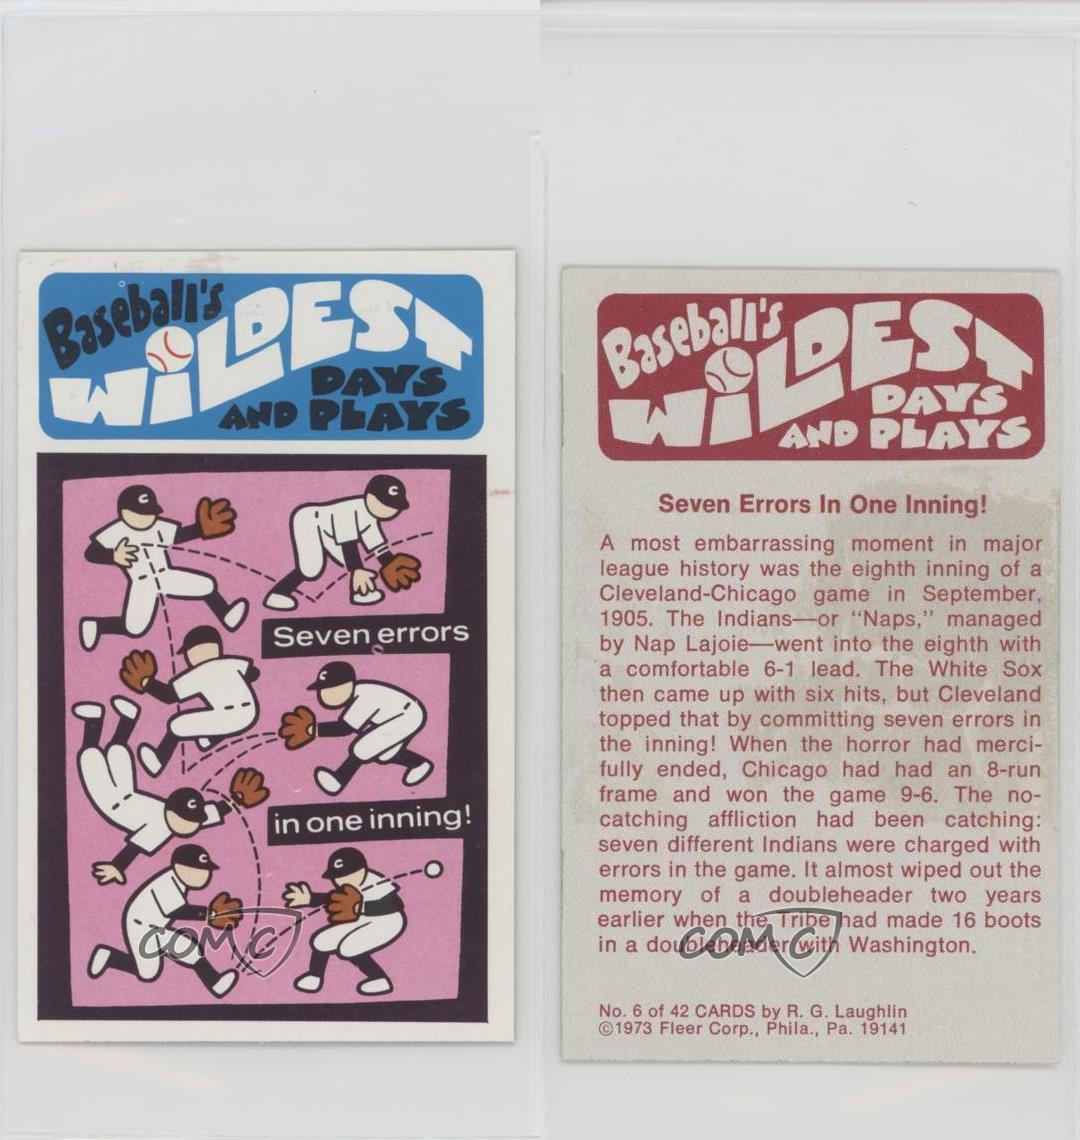 Baseball's
WiLDEST
DAYS
AND PLAYS
C
C
Seven errors
C
in one inning!
C
COMC
Baseball's
WiLDEST
DAYS
AND PLAYS
Seven Errors In One Inning!
A most embarrassing moment in major
league history was the eighth inning of a
Cleveland-Chicago game in September,
1905. The Indians—or "Naps," managed
by Nap Lajoie—went into the eighth with
a comfortable 6-1 lead. The White Sox
then came up with six hits, but Cleveland
topped that by committing seven errors in
the inning! When the horror had merci-
fully ended, Chicago had had an 8-run
frame and won the game 9-6. The no-
catching affliction had been catching:
seven different Indians were charged with
errors in the game. It almost wiped out the
memory of a doubleheader two years
earlier when the Tribe had made 16 boots
in a doubleheader with Washington.
COMC
No. 6 of 42 CARDS by R. G. Laughlin
©1973 Fleer Corp., Phila., Pa. 19141